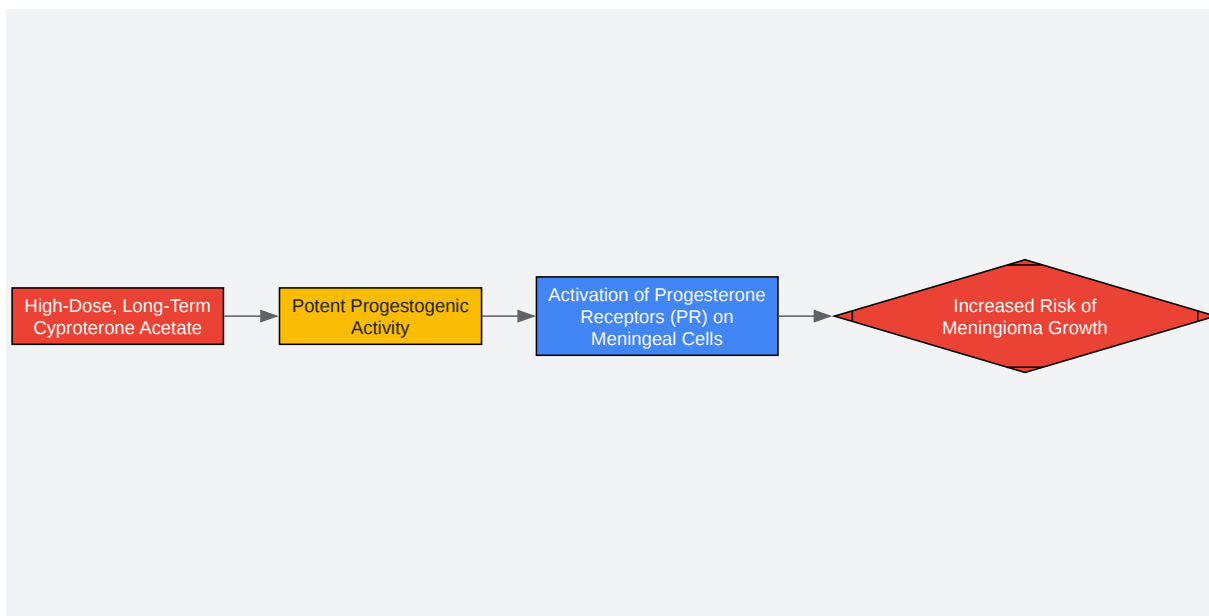 High-Dose, Long-Term
Cyproterone Acetate
Potent Progestogenic
Activity
Activation of Progesterone
Receptors (PR) on
Meningeal Cells
Increased Risk of
Meningioma Growth